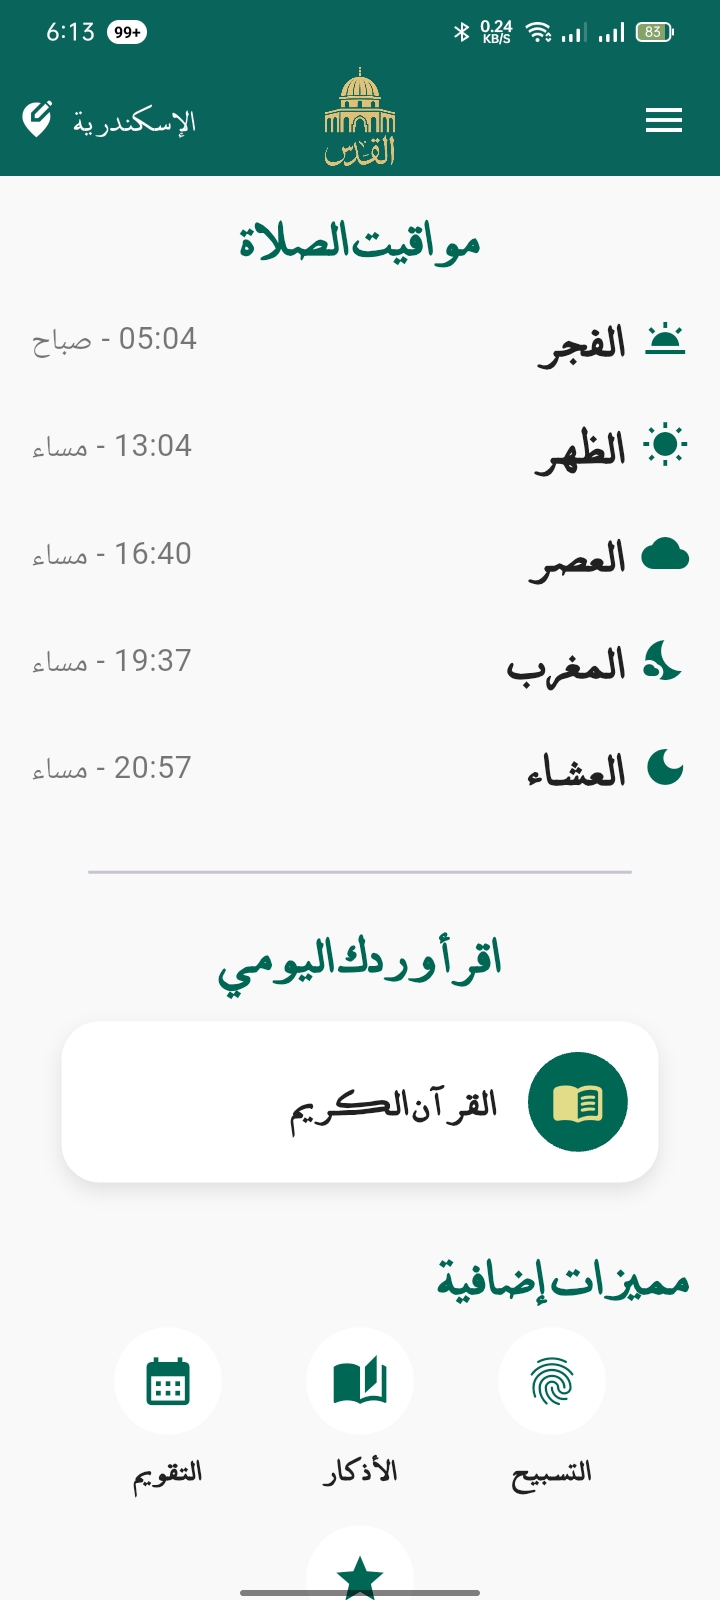 6:13 99+ 0.24 KB/S 83
الإسكندرية
القدس
مواقيت الصلاة
الفجر
05:04 - صباح
الظهر
13:04 - مساء
العصر
16:40 - مساء
المغرب
19:37 - مساء
العشاء
20:57 - مساء
اقرأ وردك اليومي
القرآن الكريم
مميزات إضافية
التسبيح
الأذكار
التقويم